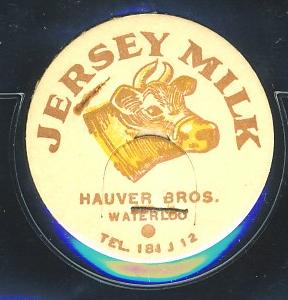 JERSEY MILK
HAUVER BROS.
WATERLOO
TEL. 184 J 12